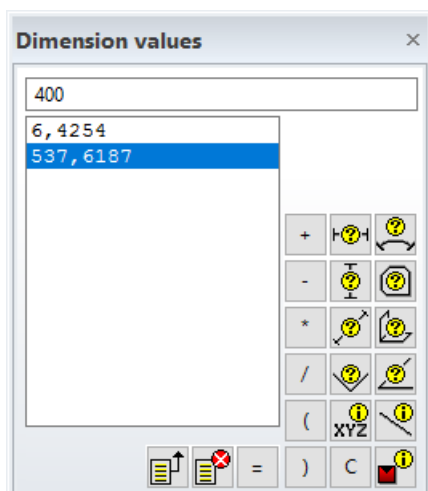 Dimension values ×
400
6,4254
537,6187
+
-
*
/
(
XYZ
= ) C